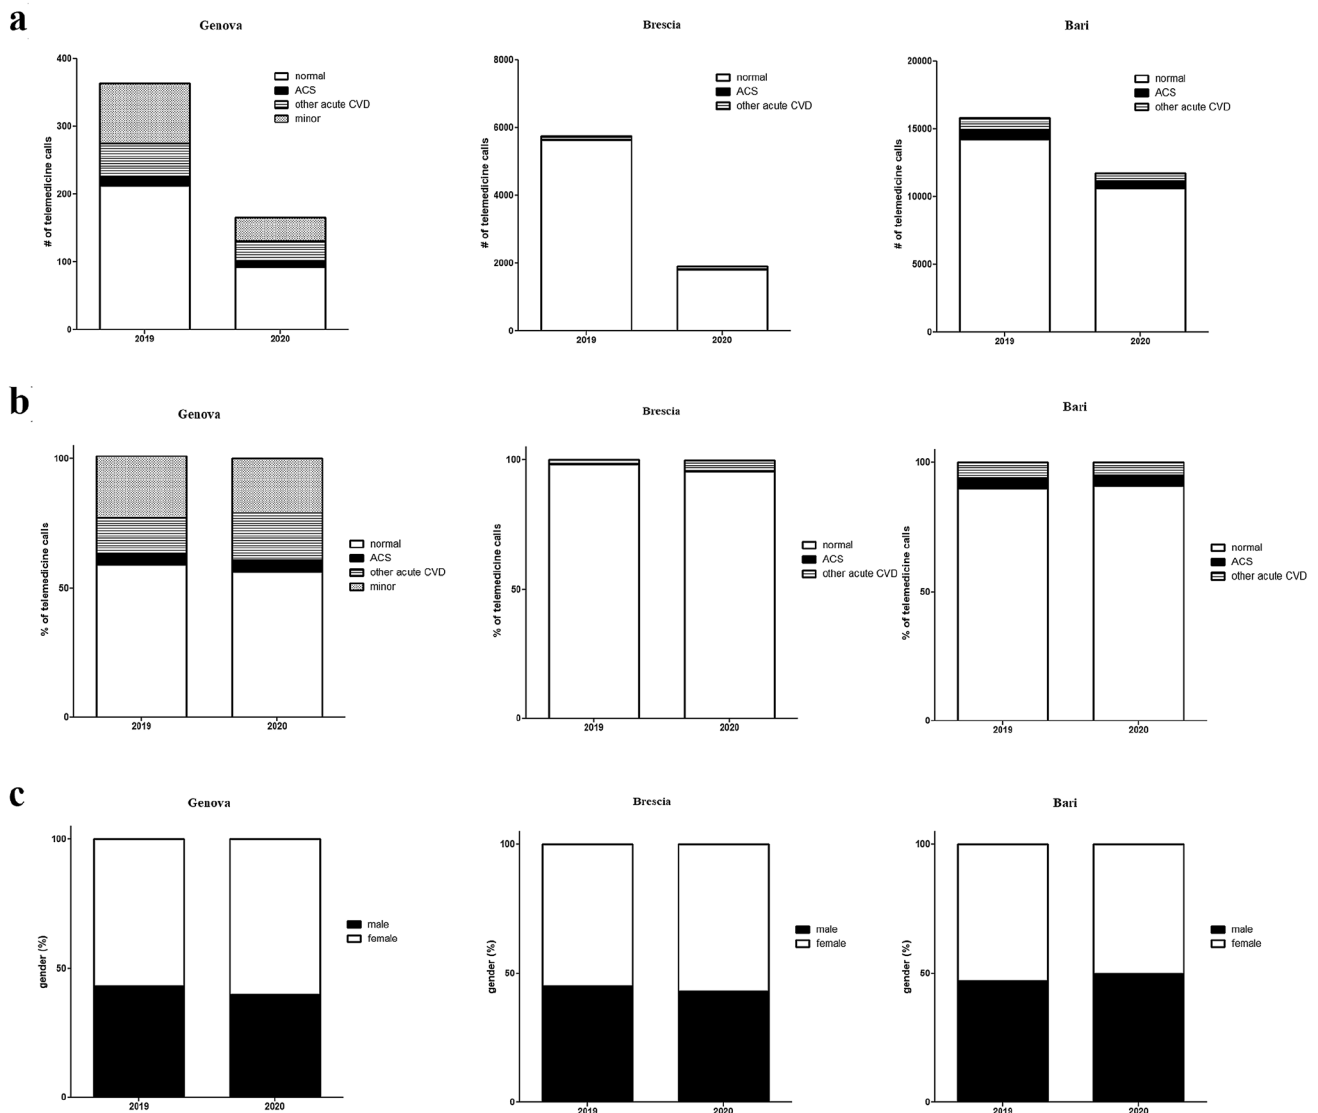 a
Genova
# of telemedicine calls
400
300
200
100
0
2019
2020
normal
ACS
other acute CVD
minor
Brescia
# of telemedicine calls
8000
6000
4000
2000
0
2019
2020
normal
ACS
other acute CVD
Bari
# of telemedicine calls
20000
15000
10000
5000
0
2019
2020
normal
ACS
other acute CVD
b
Genova
% of telemedicine calls
100
50
0
2019
2020
normal
ACS
other acute CVD
minor
Brescia
% of telemedicine calls
100
50
0
2019
2020
normal
ACS
other acute CVD
Bari
% of telemedicine calls
100
50
0
2019
2020
normal
ACS
other acute CVD
c
Genova
gender (%)
100
50
0
2019
2020
male
female
Brescia
gender (%)
100
50
0
2019
2020
male
female
Bari
gender (%)
100
50
0
2019
2020
male
female